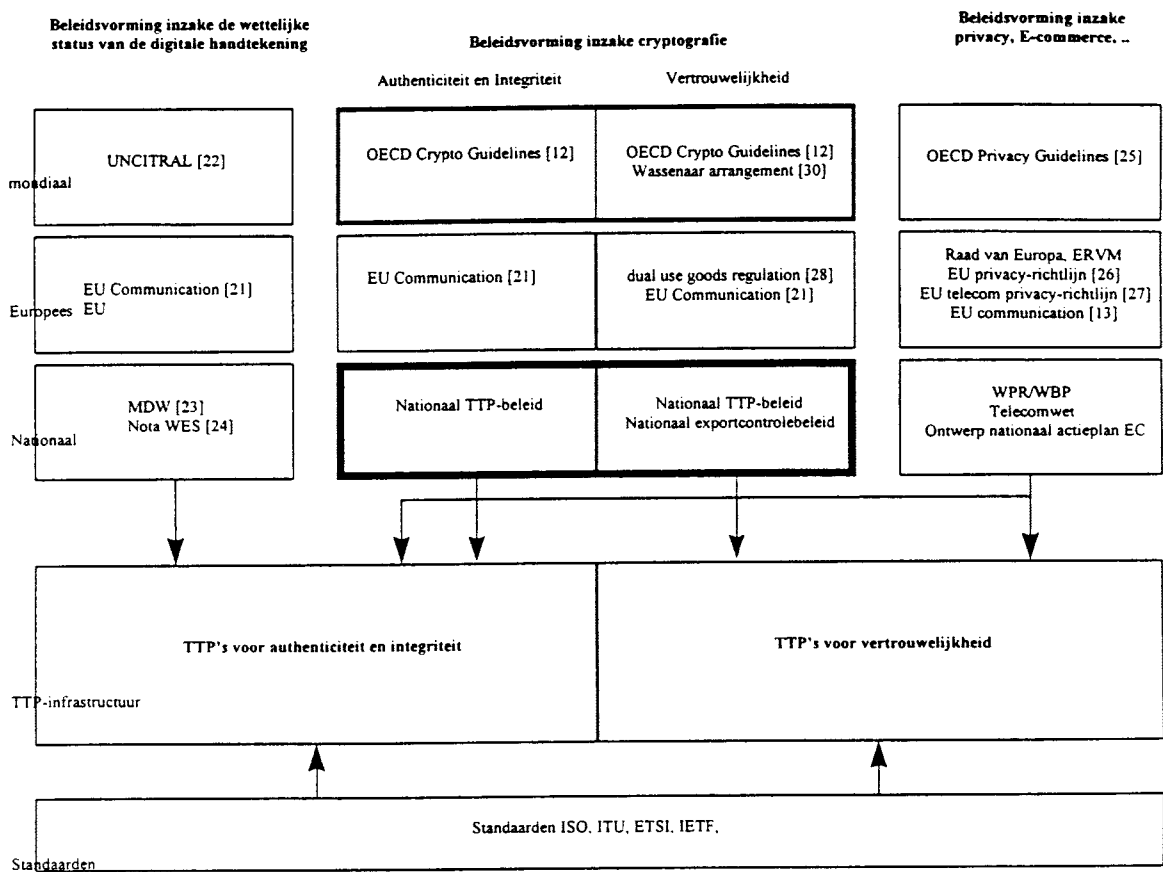 Beleidsvorming inzake de wettelijke
status van de digitale handtekening
Beleidsvorming inzake cryptografie
Beleidsvorming inzake
privacy, E-commerce, ..
Authenticiteit en Integriteit
Vertrouwelijkheid
UNCITRAL [22]
OECD Crypto Guidelines [12]
OECD Crypto Guidelines [12]
Wassenaar arrangement [30]
OECD Privacy Guidelines [25]
mondiaal
EU Communication [21]
EU
EU Communication [21]
dual use goods regulation [28]
EU Communication [21]
Raad van Europa, ERVM
EU privacy-richtlijn [26]
EU telecom privacy-richtlijn [27]
EU communication [13]
Europees
MDW [23]
Nota WES [24]
Nationaal TTP-beleid
Nationaal TTP-beleid
Nationaal exportcontrolebeleid
WPR/WBP
Telecomwet
Ontwerp nationaal actieplan EC
Nationaal
TTP's voor authenticiteit en integriteit
TTP's voor vertrouwelijkheid
TTP-infrastructuur
Standaarden ISO, ITU, ETSI, IETF,
Standaarden